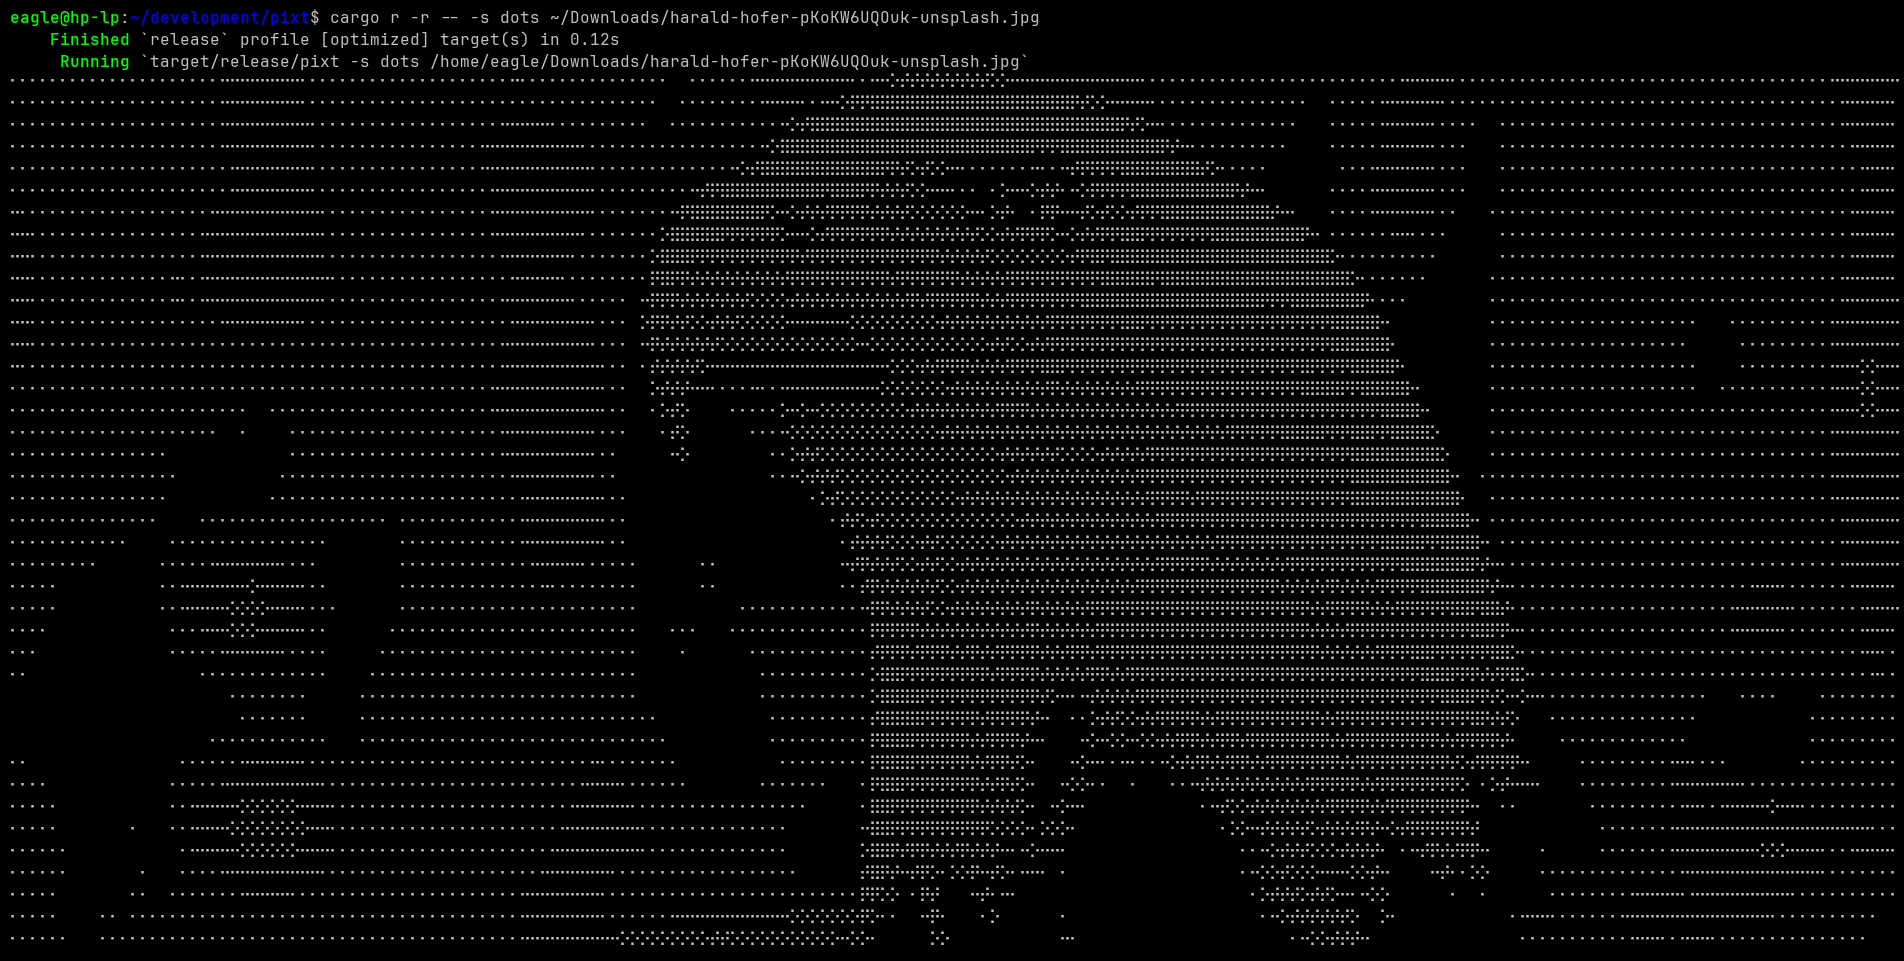 eagle@hp-lp:~/development/pixt$ cargo r -r -- -s dots ~/Downloads/harald-hofer-pKoKW6UQOuk-unsplash.jpg
Finished `release` profile [optimized] target(s) in 0.12s
Running `target/release/pixt -s dots /home/eagle/Downloads/harald-hofer-pKoKW6UQOuk-unsplash.jpg`